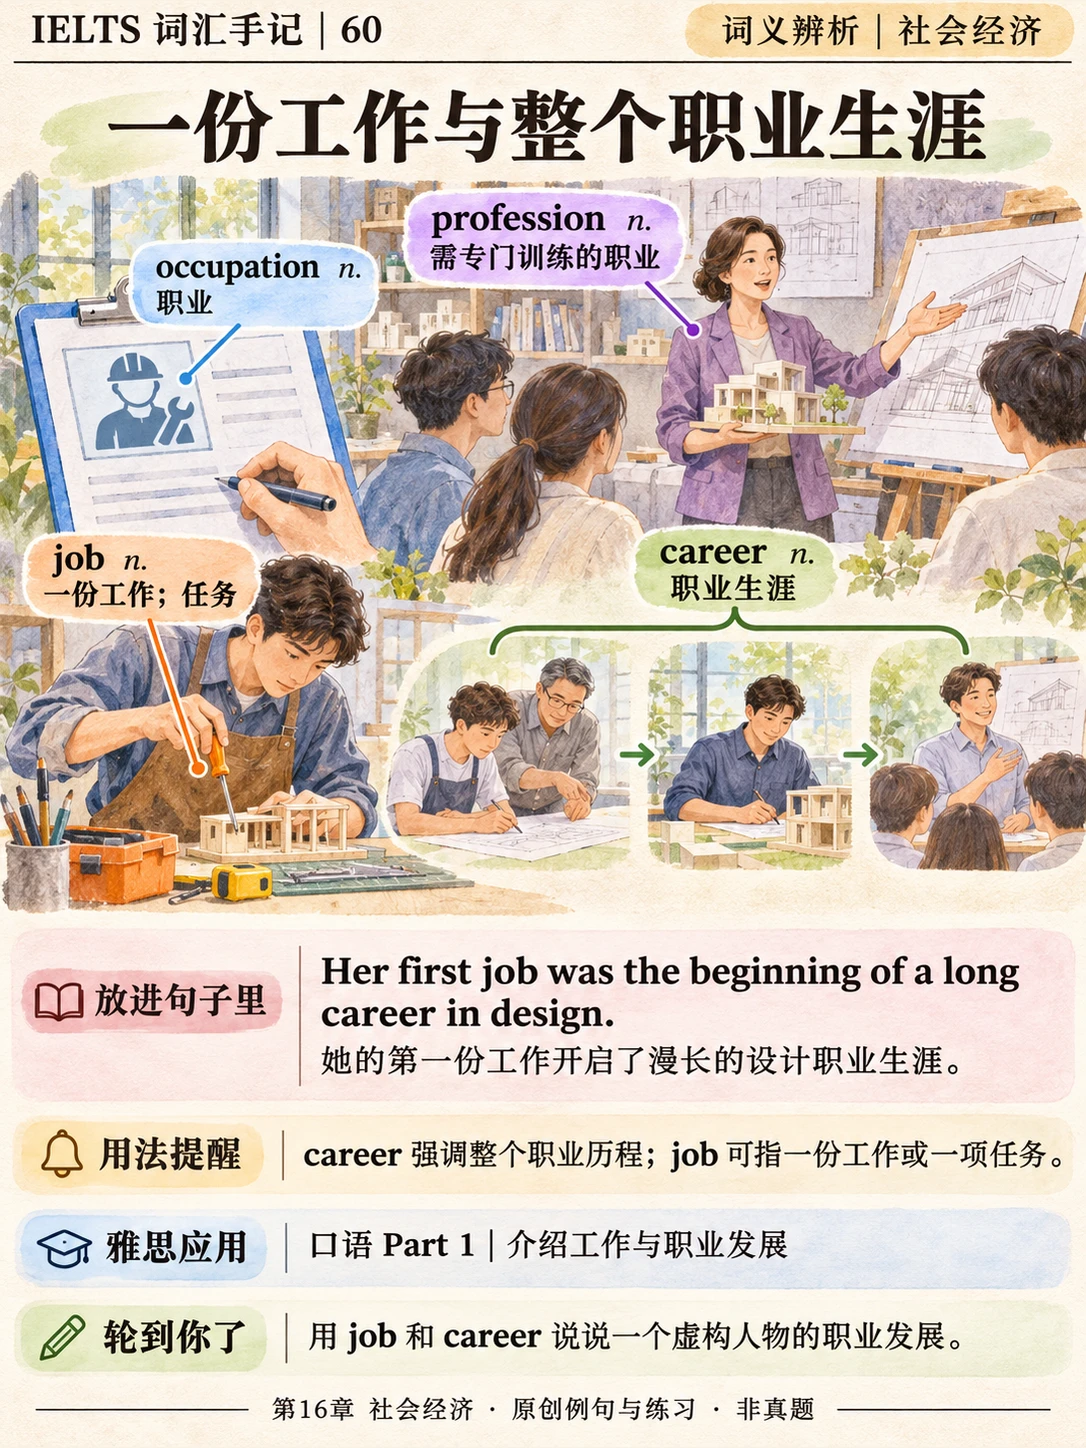 IELTS 词汇手记 | 60
词义辨析 | 社会经济
一份工作与整个职业生涯
occupation n.
职业
profession n.
需专门训练的职业
job n.
一份工作；任务
career n.
职业生涯
放进句子里
Her first job was the beginning of a long
career in design.
她的第一份工作开启了漫长的设计职业生涯。
用法提醒
career 强调整个职业历程；job 可指一份工作或一项任务。
雅思应用
口语 Part 1 | 介绍工作与职业发展
轮到你了
用 job 和 career 说说一个虚构人物的职业发展。
第16章 社会经济 · 原创例句与练习 · 非真题